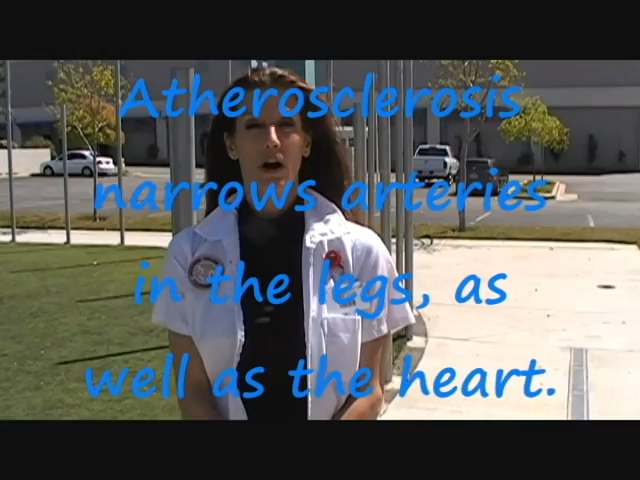 Atherosclerosis
narrows arteries
in the legs, as
well as the heart.